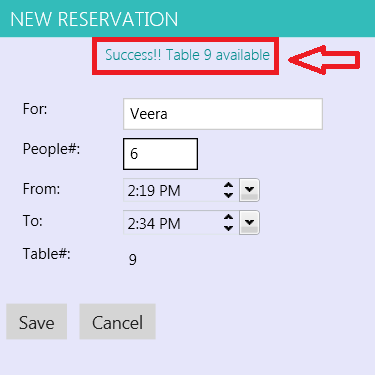 NEW RESERVATION
Success!! Table 9 available
For: Veera
People#: 6
From: 2:19 PM
To: 2:34 PM
Table#: 9
Save Cancel